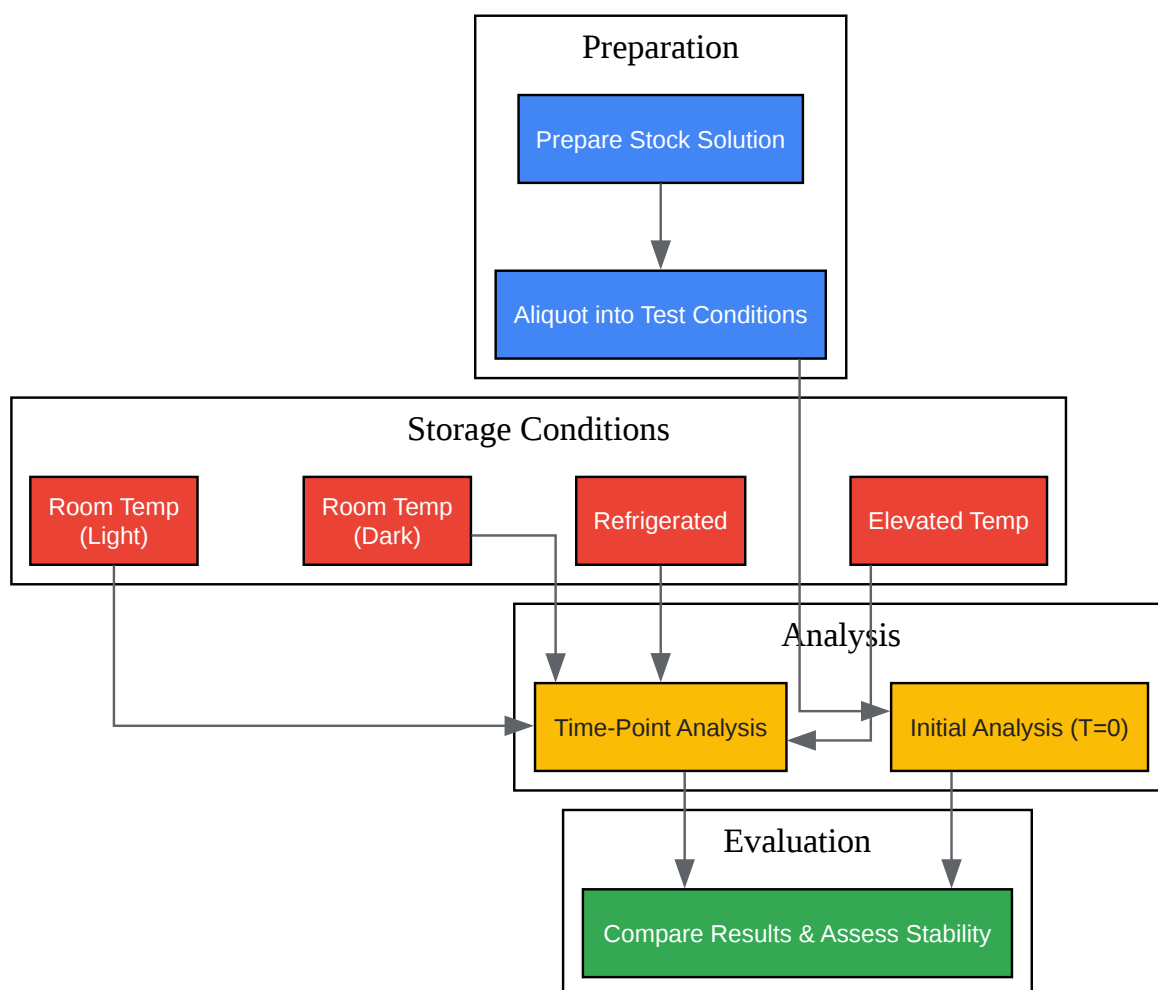 Preparation
Prepare Stock Solution
Aliquot into Test Conditions
Storage Conditions
Room Temp
(Light)
Room Temp
(Dark)
Refrigerated
Elevated Temp
Analysis
Time-Point Analysis
Initial Analysis (T=0)
Evaluation
Compare Results & Assess Stability